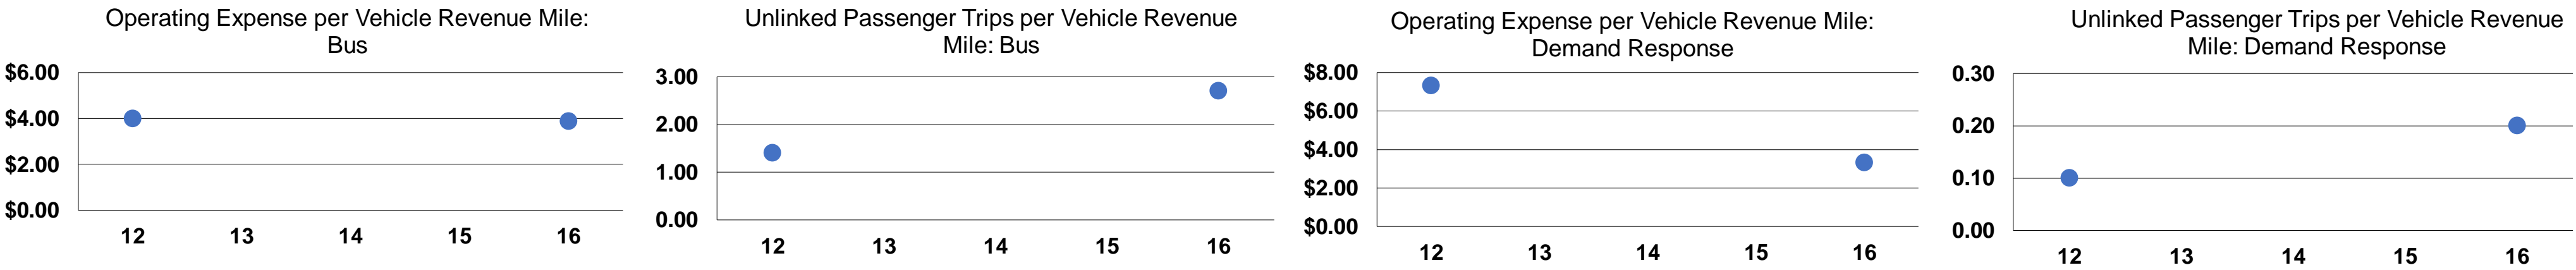 Operating Expense per Vehicle Revenue Mile:
Bus
$6.00
$4.00
$2.00
$0.00
12 13 14 15 16
Unlinked Passenger Trips per Vehicle Revenue
Mile: Bus
3.00
2.00
1.00
0.00
12 13 14 15 16
Operating Expense per Vehicle Revenue Mile:
Demand Response
$8.00
$6.00
$4.00
$2.00
$0.00
12 13 14 15 16
Unlinked Passenger Trips per Vehicle Revenue
Mile: Demand Response
0.30
0.20
0.10
0.00
12 13 14 15 16